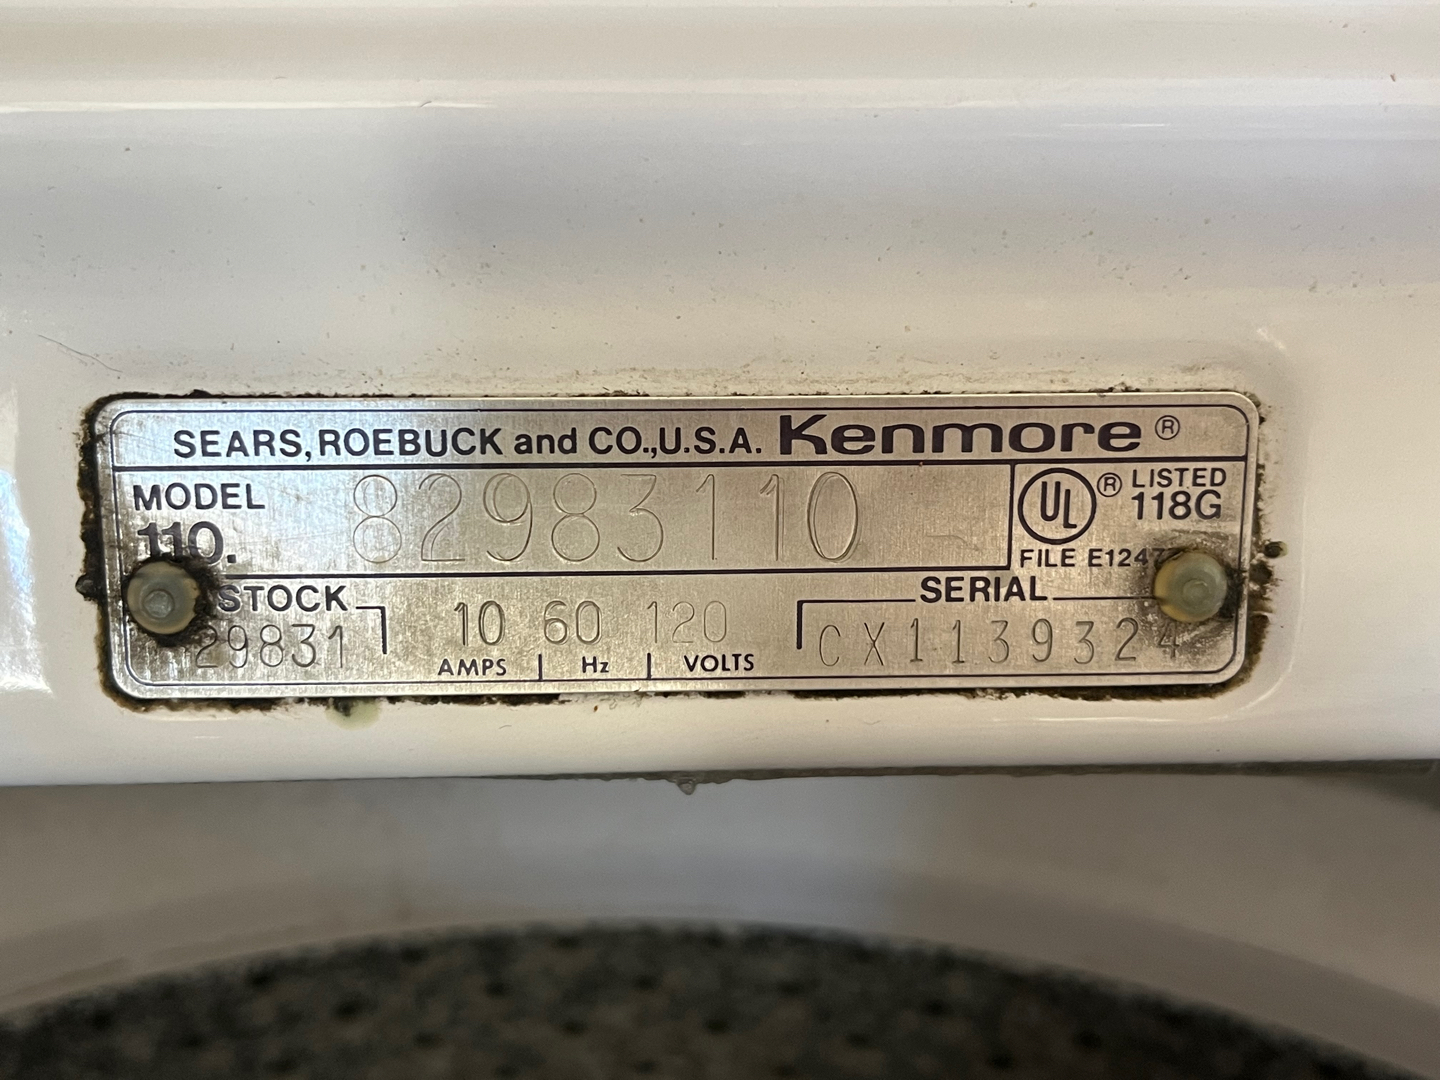 SEARS, ROEBUCK and CO.,U.S.A. Kenmore ®
MODEL
110. 82983110
UL ® LISTED
118G
FILE
STOCK
29831
10 60 120
AMPS Hz VOLTS
SERIAL
CX1139324